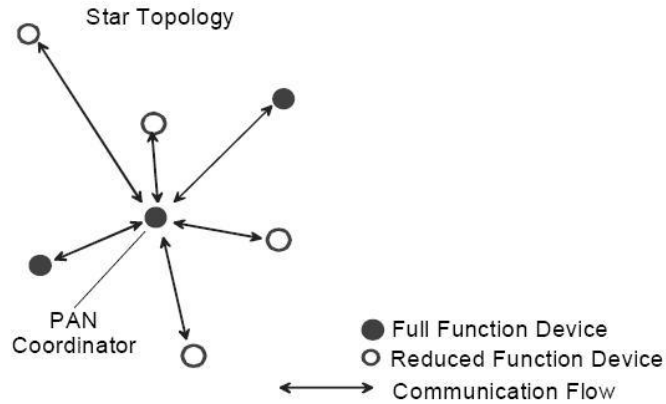 Star Topology
PAN
Coordinator
Full Function Device
Reduced Function Device
Communication Flow